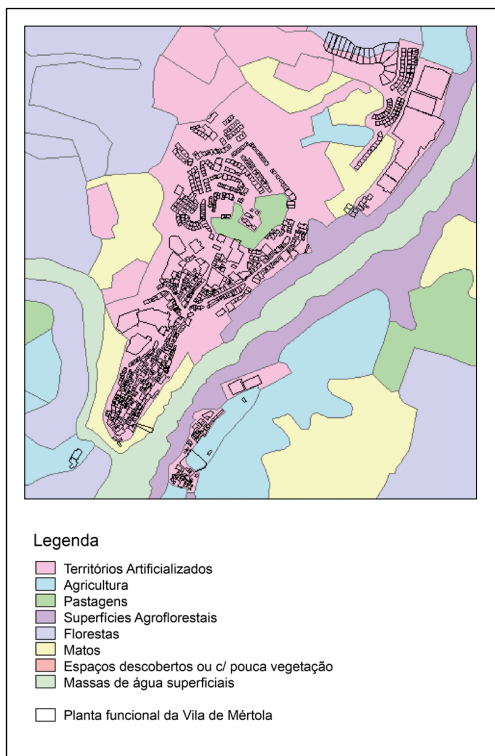 Legenda
Territórios Artificializados
Agricultura
Pastagens
Superfícies Agroflorestais
Florestas
Matos
Espaços descobertos ou c/ pouca vegetação
Massas de água superficiais
Planta funcional da Vila de Mértola